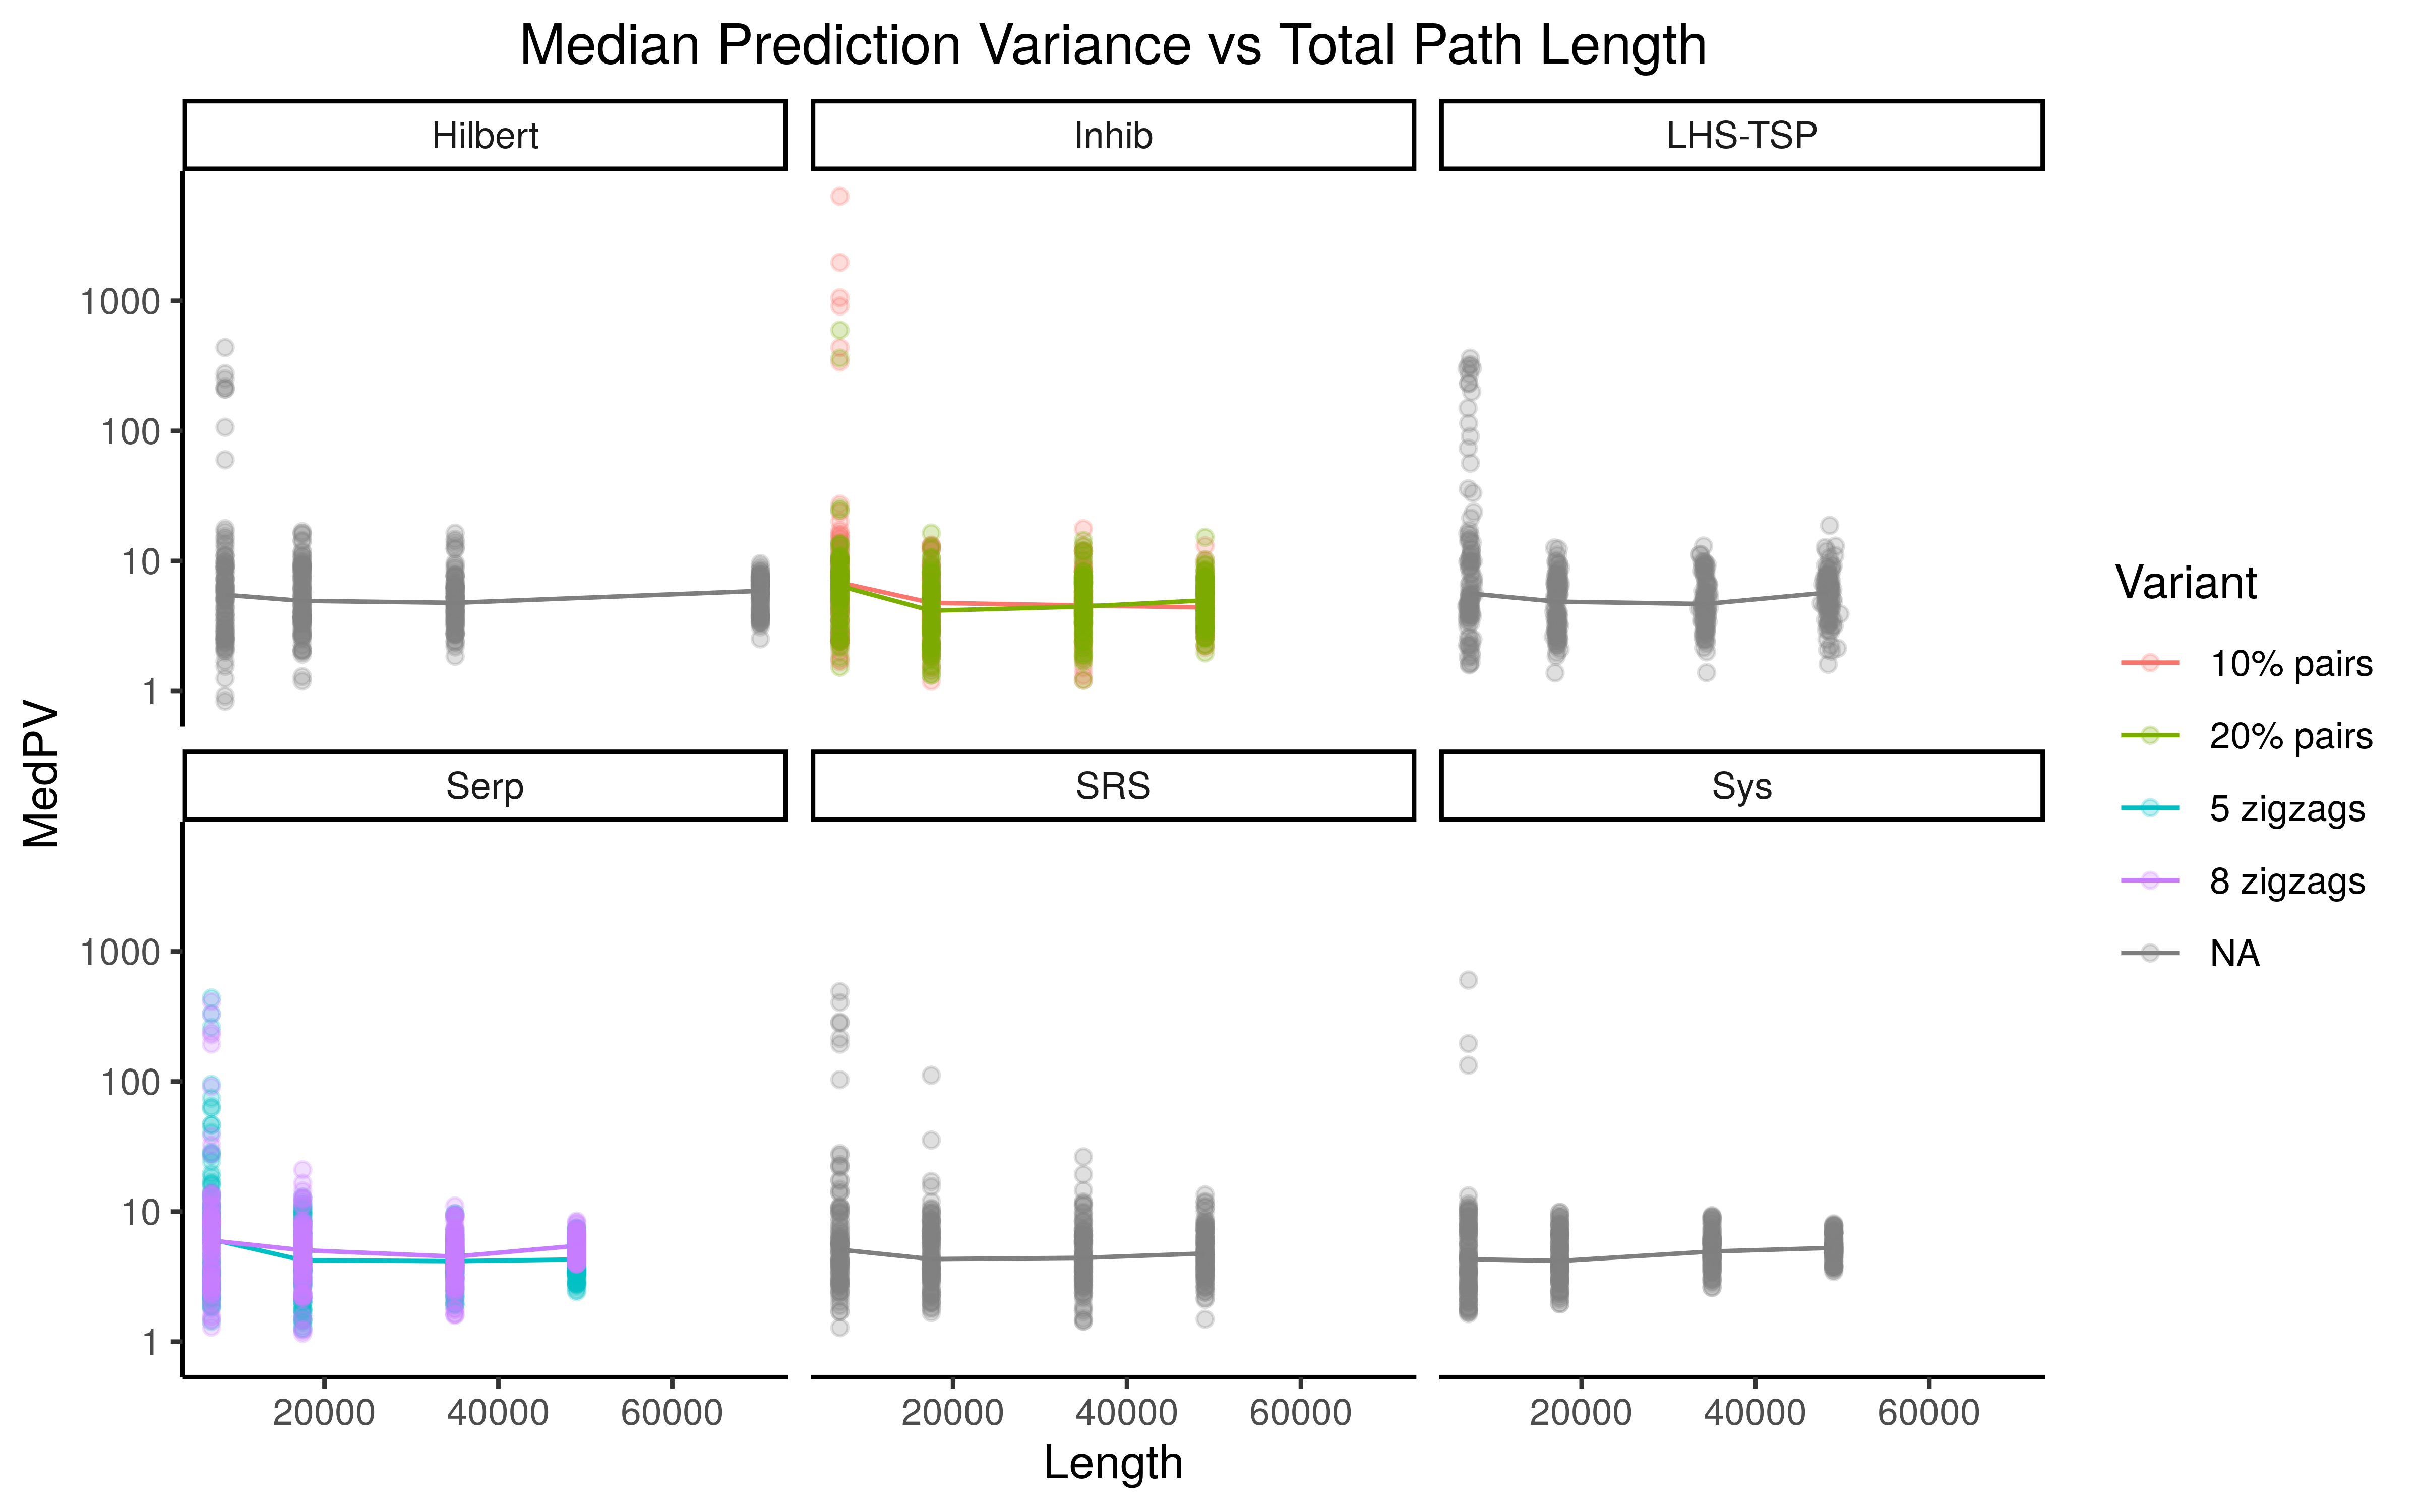 Median Prediction Variance vs Total Path Length
Hilbert
Inhib
LHS-TSP
1000
100
10
1
Serp
SRS
Sys
1000
100
10
1
20000 40000 60000
20000 40000 60000
20000 40000 60000
Length
MedPV
Variant
10% pairs
20% pairs
5 zigzags
8 zigzags
NA